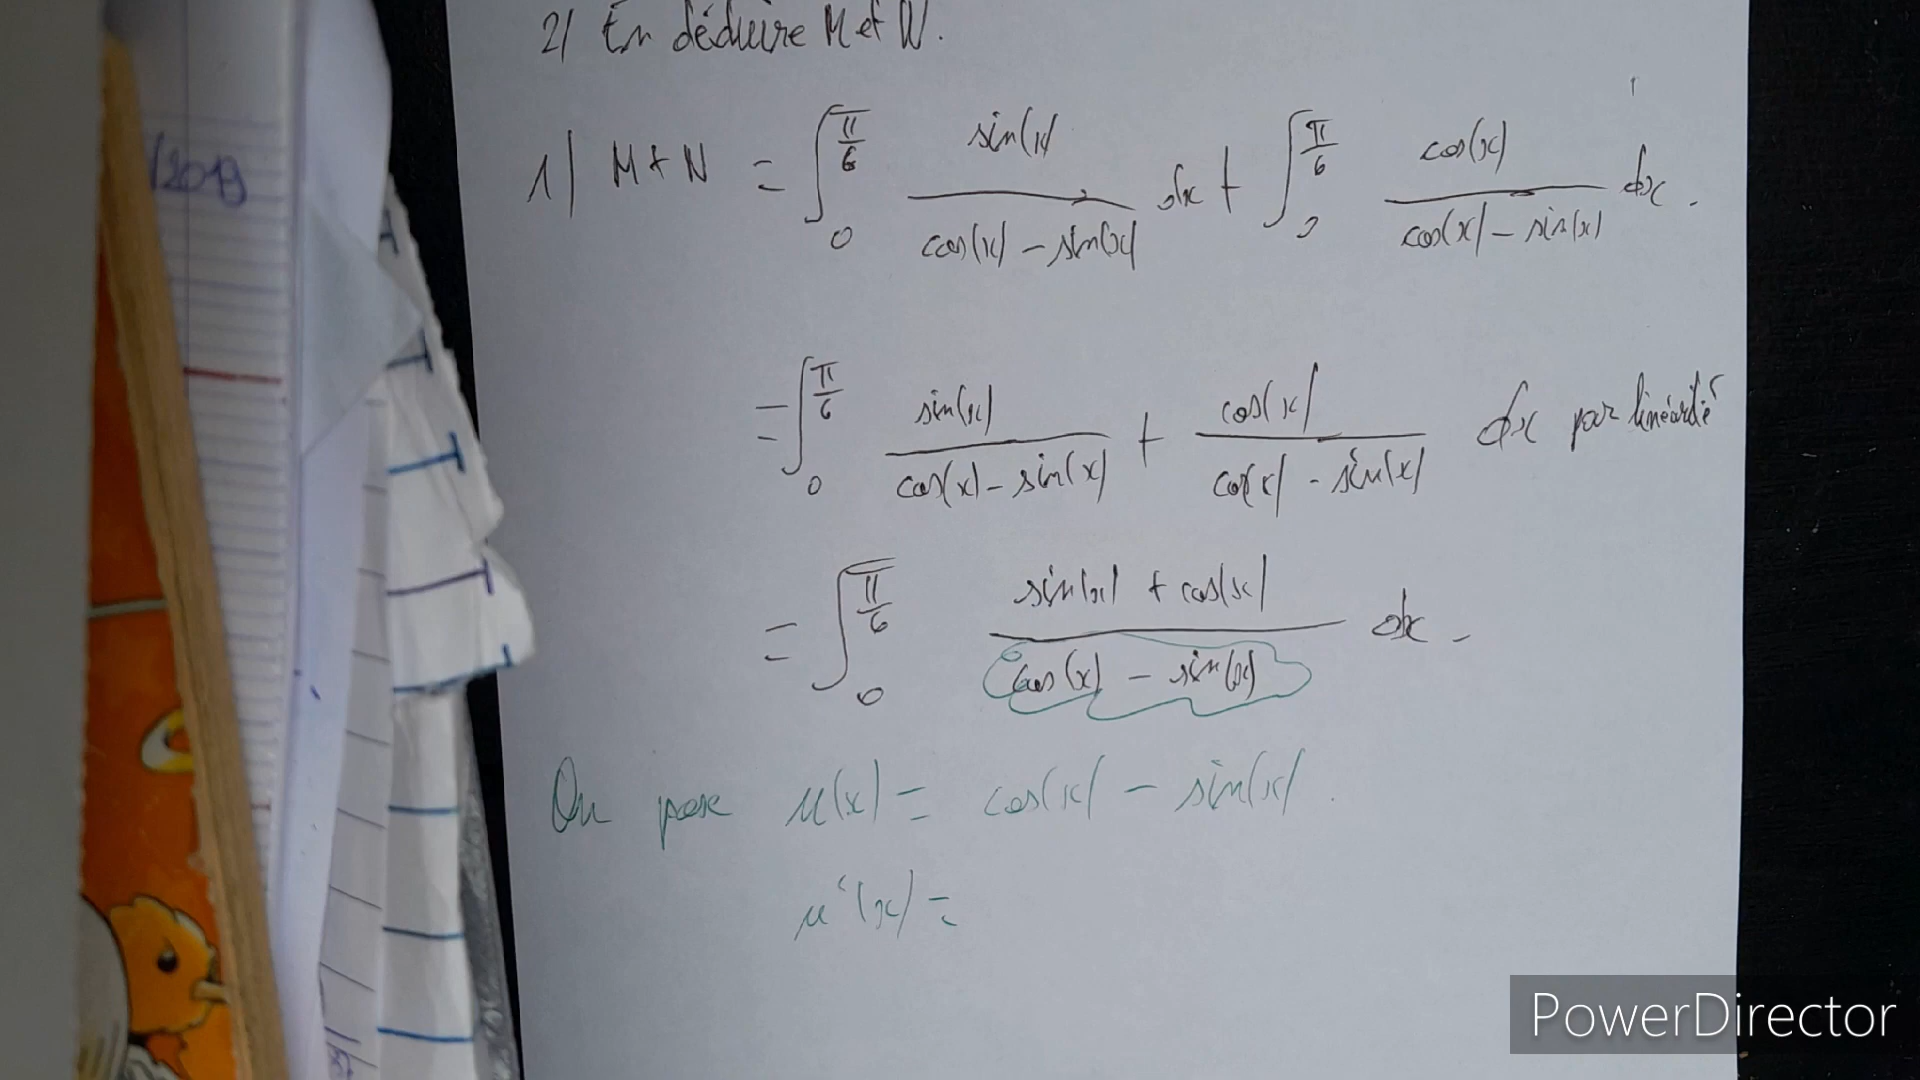 2/ En déduire M et N.
/2019
1/ M + N = ∫₀^(π/6) sin(x) / (cos(x) - sin(x)) dx + ∫₀^(π/6) cos(x) / (cos(x) - sin(x)) dx.
= ∫₀^(π/6) sin(x) / (cos(x) - sin(x)) + cos(x) / (cos(x) - sin(x)) dx par linéarité
= ∫₀^(π/6) (sin(x) + cos(x)) / (cos(x) - sin(x)) dx.
On pose u(x) = cos(x) - sin(x).
u'(x) =
PowerDirector